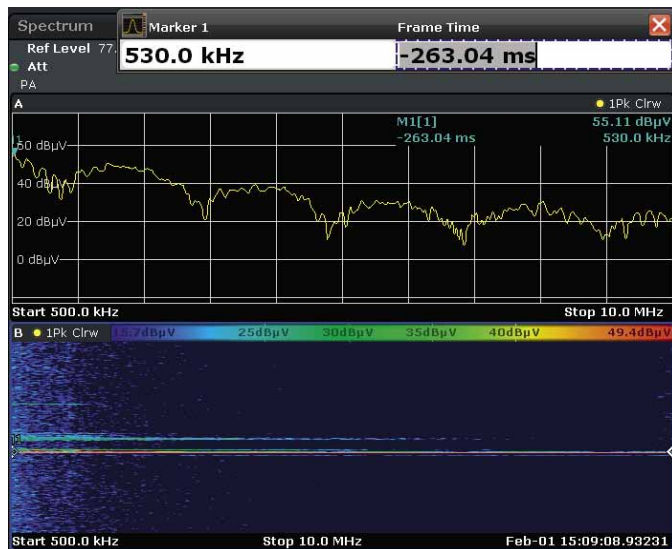 Spectrum
Marker 1
Frame Time
Ref Level 77.
530.0 kHz
-263.04 ms
Att
PA
A
1Pk Clrw
M1[1]
55.11 dBµV
-263.04 ms
530.0 kHz
60 dBµV
40 dBµV
20 dBµV
0 dBµV
Start 500.0 kHz
Stop 10.0 MHz
B 1Pk Clrw
15.7dBµV 25dBµV 30dBµV 35dBµV 40dBµV 49.4dBµV
Start 500.0 kHz
Stop 10.0 MHz
Feb-01 15:09:08.93231